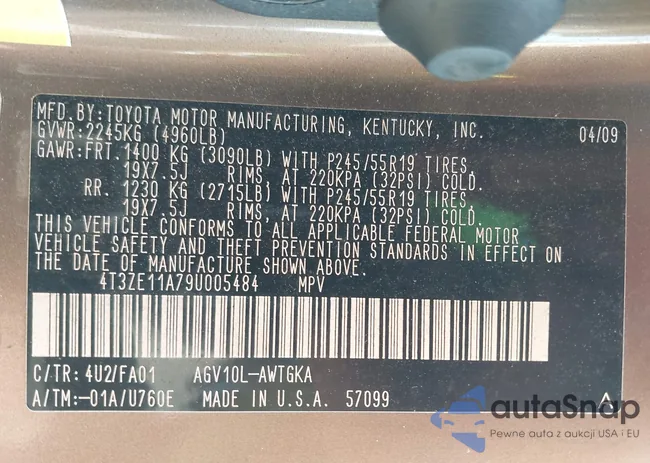 MFD.BY:TOYOTA MOTOR MANUFACTURING, KENTUCKY, INC. 04/09
GVWR:2245KG (4960LB)
GAWR:FRT. 1400 KG (3090LB) WITH P245/55R19 TIRES,
19X7.5J RIMS, AT 220KPA (32PSI) COLD.
RR. 1230 KG (2715LB) WITH P245/55R19 TIRES,
19X7.5J RIMS, AT 220KPA (32PSI) COLD.
THIS VEHICLE CONFORMS TO ALL APPLICABLE FEDERAL MOTOR
VEHICLE SAFETY AND THEFT PREVENTION STANDARDS IN EFFECT ON
THE DATE OF MANUFACTURE SHOWN ABOVE.
4T3ZE11A79U005484 MPV
C/TR: 4U2/FA01 AGV10L-AWTGKA
A/TM:-01A/U760E MADE IN U.S.A. 57099
autaSnap
Pewne auta z aukcji USA i EU